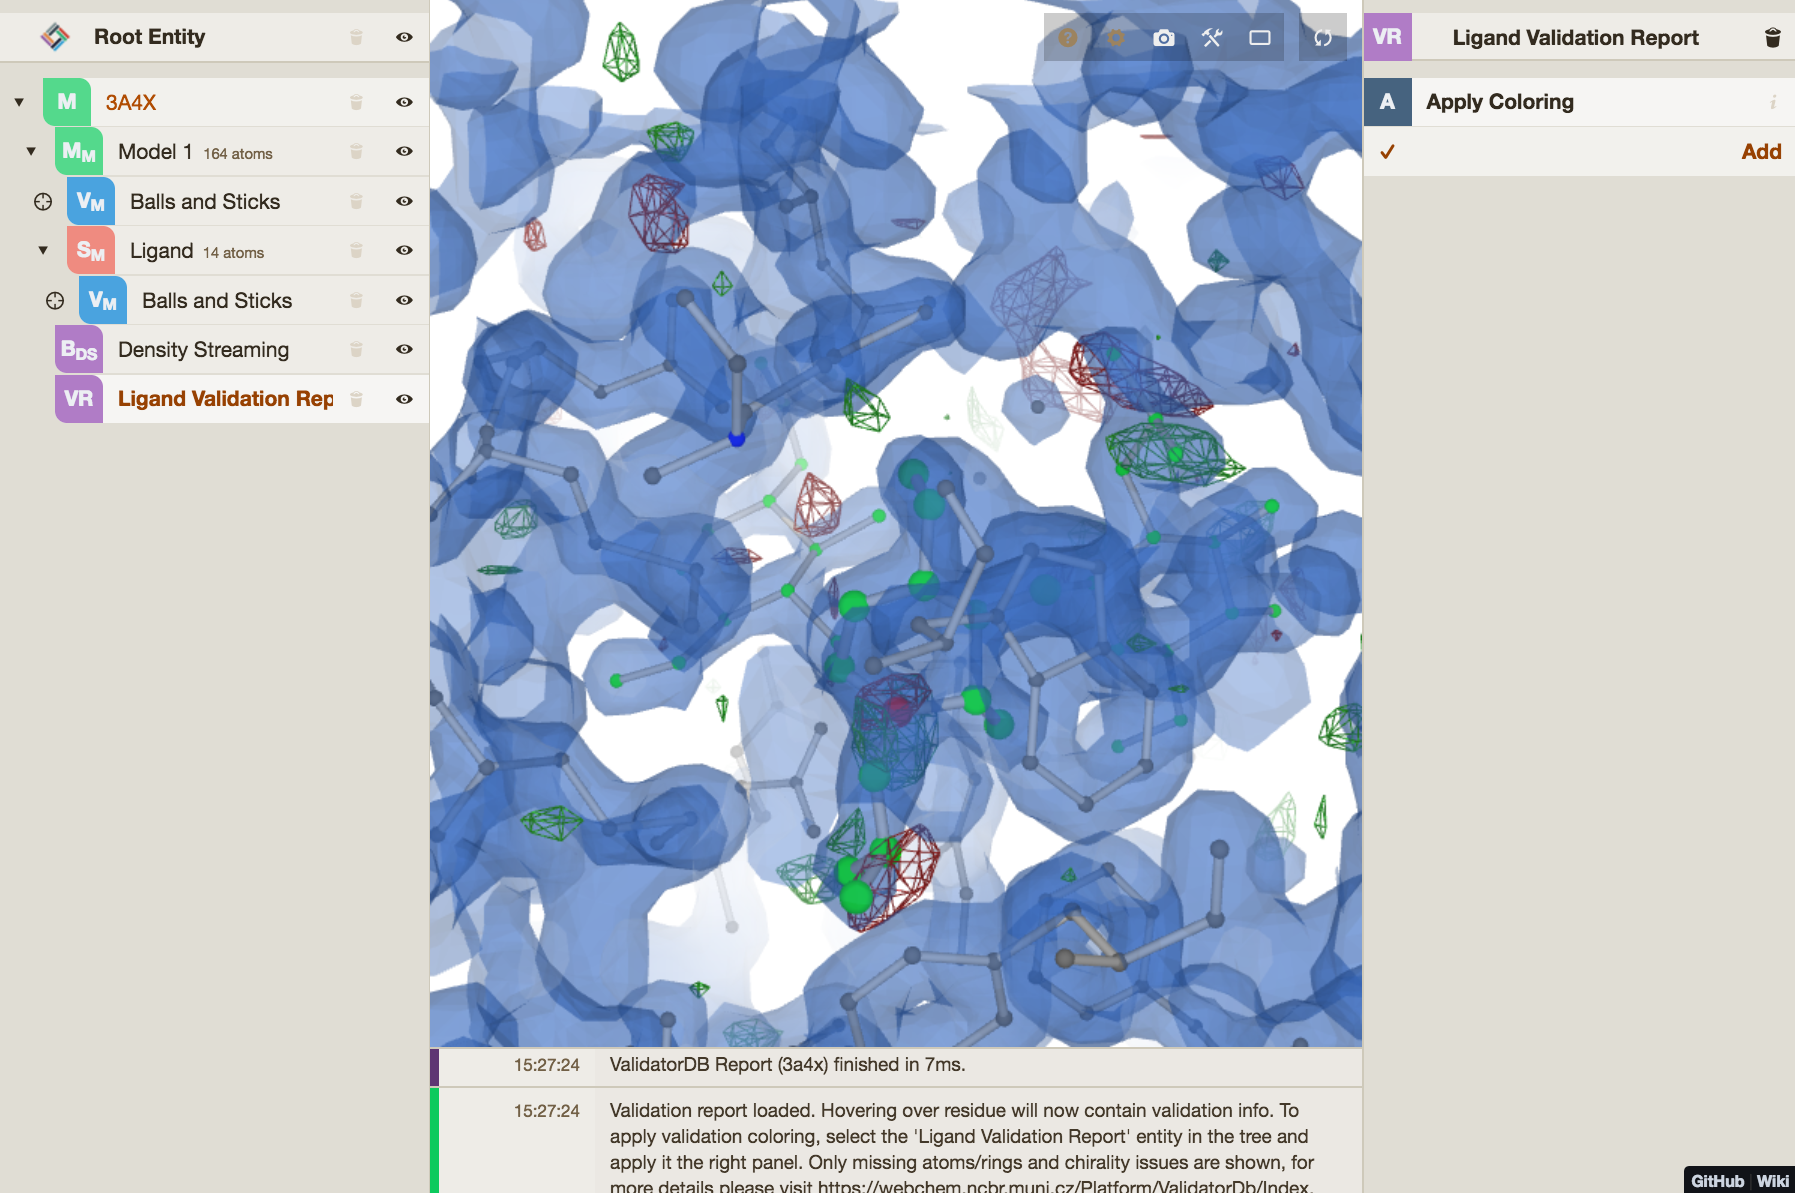 Root Entity
M 3A4X
MM Model 1 164 atoms
VM Balls and Sticks
SM Ligand 14 atoms
VM Balls and Sticks
BDS Density Streaming
VR Ligand Validation Rep
?
15:27:24 ValidatorDB Report (3a4x) finished in 7ms.
15:27:24 Validation report loaded. Hovering over residue will now contain validation info. To
apply validation coloring, select the 'Ligand Validation Report' entity in the tree and
apply it the right panel. Only missing atoms/rings and chirality issues are shown, for
more details please visit https://webchem.ncbr.muni.cz/Platform/ValidatorDb/Index.
VR Ligand Validation Report
A Apply Coloring i
Add
GitHub Wiki